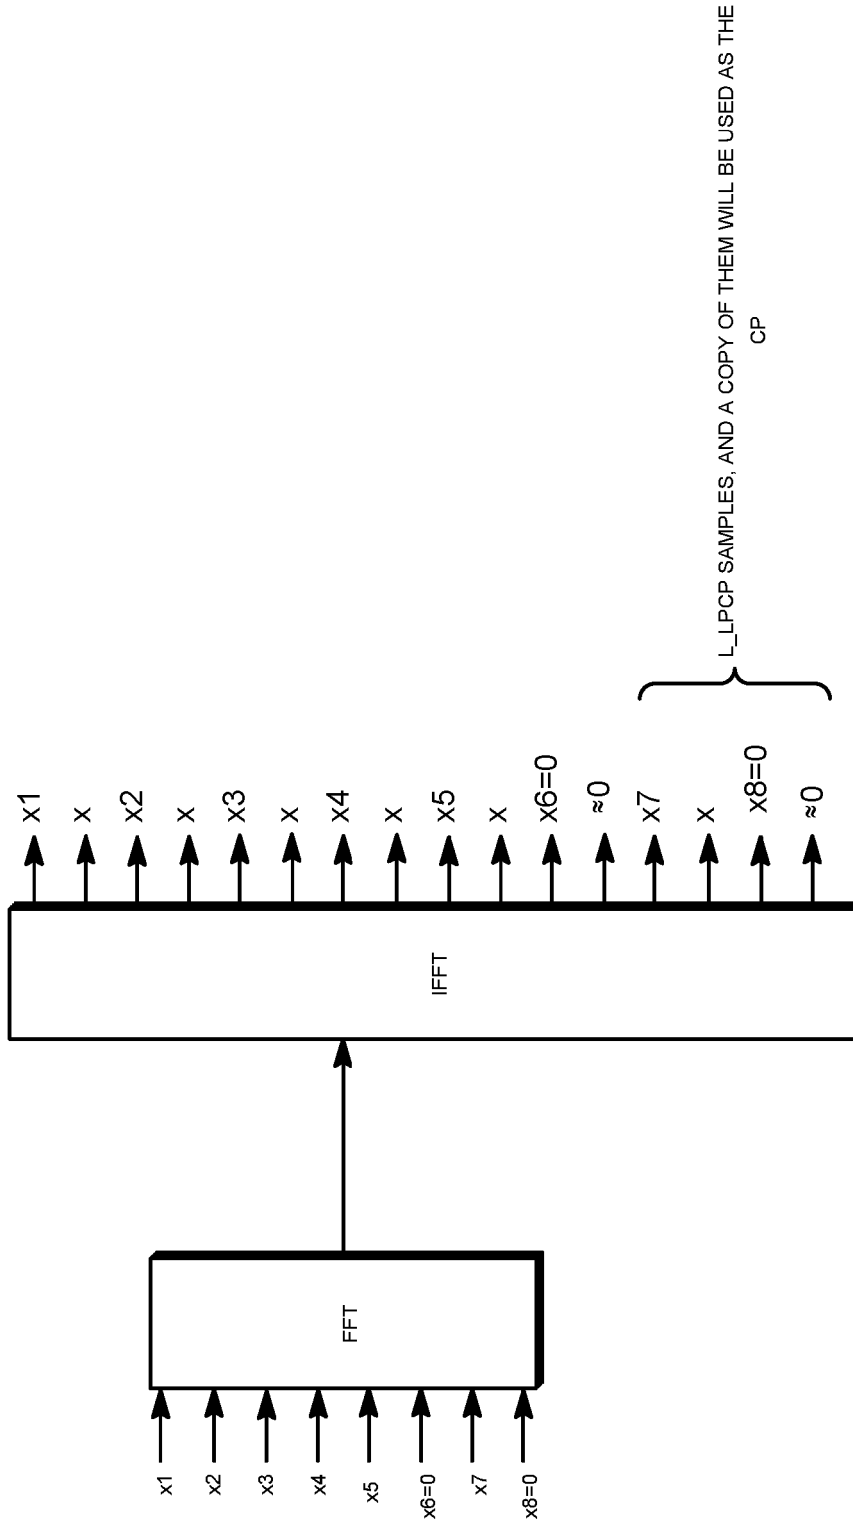 x1
x2
x3
x4
x5
x6=0
x7
x8=0
FFT
IFFT
x1
x
x2
x
x3
x
x4
x
x5
x
x6=0
≈0
x7
x
x8=0
≈0
L_LPCP SAMPLES, AND A COPY OF THEM WILL BE USED AS THE
CP